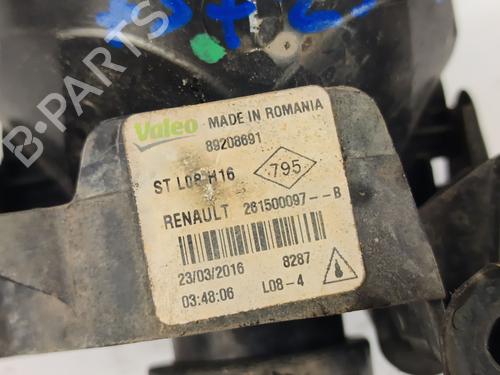 Valeo MADE IN ROMANIA
89208691
ST L08 H16 795
RENAULT 261500097--B
23/03/2016 8287
03:48:06 L08-4